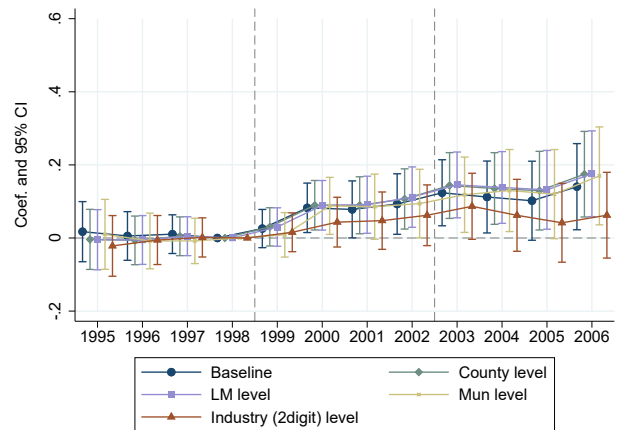 Coef. and 95% CI
.6
.4
.2
0
-.2
1995 1996 1997 1998 1999 2000 2001 2002 2003 2004 2005 2006
Baseline County level
LM level Mun level
Industry (2digit) level